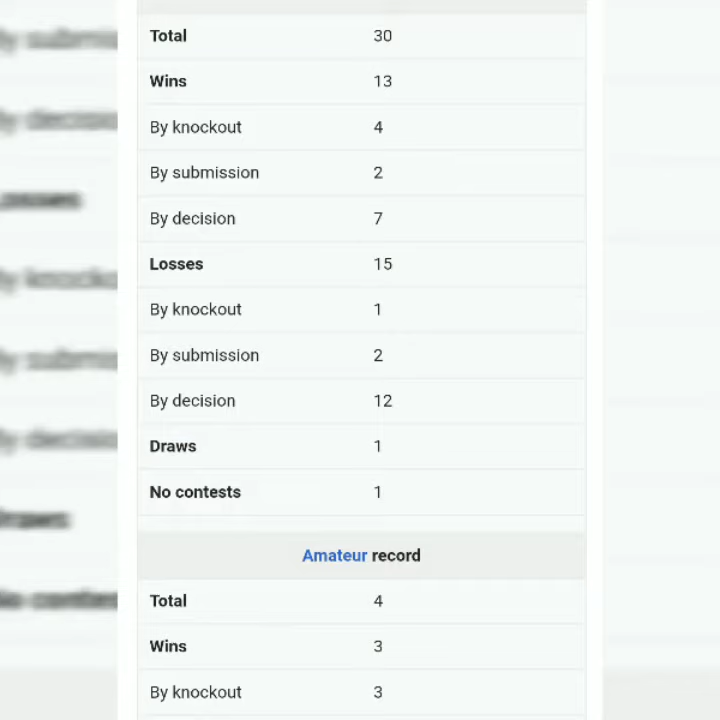 Total 30
Wins 13
By knockout 4
By submission 2
By decision 7
Losses 15
By knockout 1
By submission 2
By decision 12
Draws 1
No contests 1
Amateur record
Total 4
Wins 3
By knockout 3